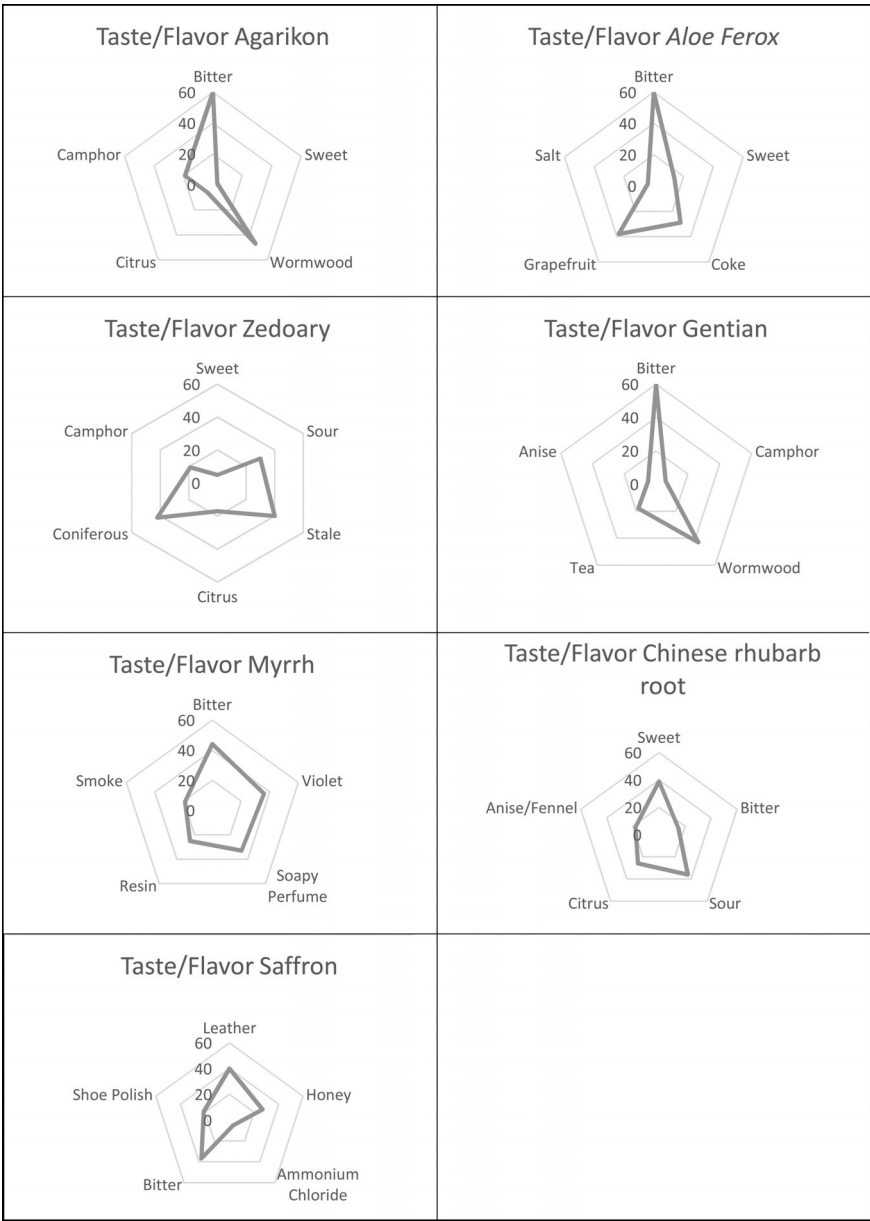 Taste/Flavor Agarikon
Bitter
60
40
20
0
Camphor
Sweet
Citrus
Wormwood
Taste/Flavor Aloe Ferox
Bitter
60
40
20
0
Salt
Sweet
Grapefruit
Coke
Taste/Flavor Zedoary
Sweet
60
40
20
0
Camphor
Sour
Coniferous
Stale
Citrus
Taste/Flavor Gentian
Bitter
60
40
20
0
Anise
Camphor
Tea
Wormwood
Taste/Flavor Myrrh
Bitter
60
40
20
0
Smoke
Violet
Resin
Soapy
Perfume
Taste/Flavor Chinese rhubarb
root
Sweet
60
40
20
0
Anise/Fennel
Bitter
Citrus
Sour
Taste/Flavor Saffron
Leather
60
40
20
0
Shoe Polish
Honey
Bitter
Ammonium
Chloride